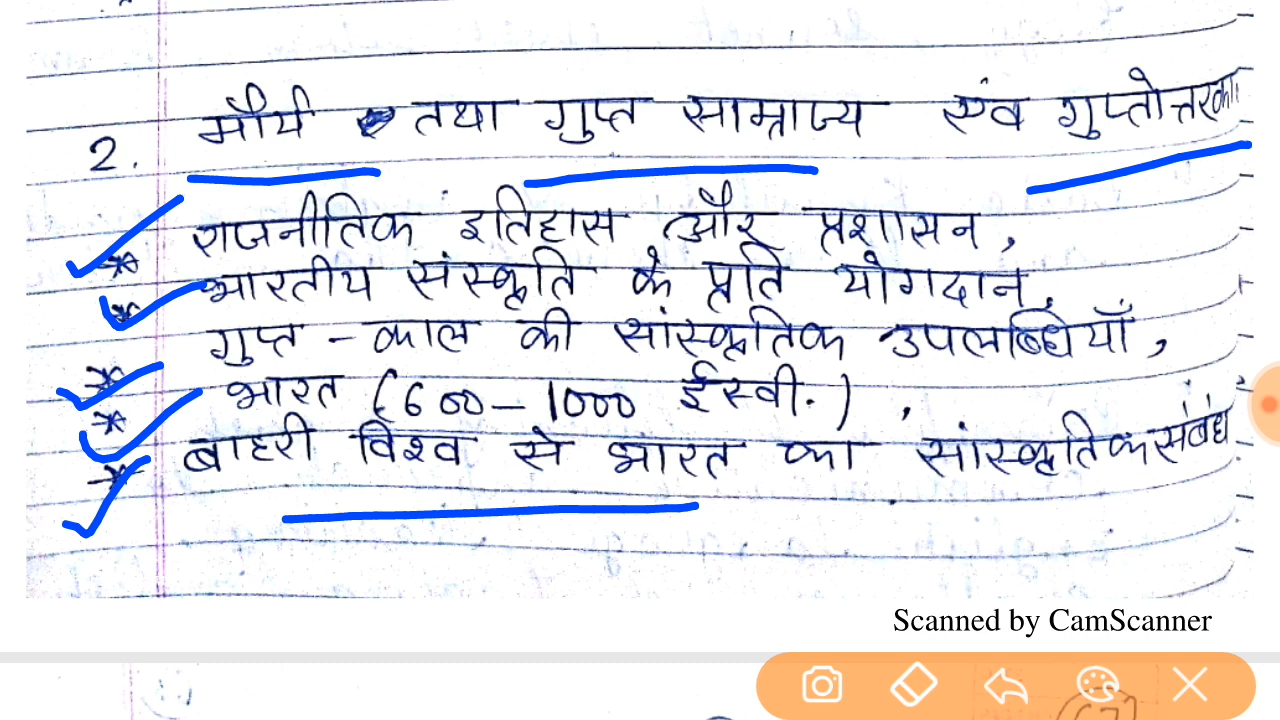 2. मौर्य तथा गुप्त साम्राज्य एंव गुप्तोत्तरका
राजनीतिक इतिहास और प्रशासन,
* भारतीय संस्कृति के प्रति योगदान,
* गुप्त - काल की सांस्कृतिक उपलब्धियाँ,
* भारत (600 - 1000 ईस्वी.) ,
* बाहरी विश्व से भारत का सांस्कृतिक संबंध
*
Scanned by CamScanner